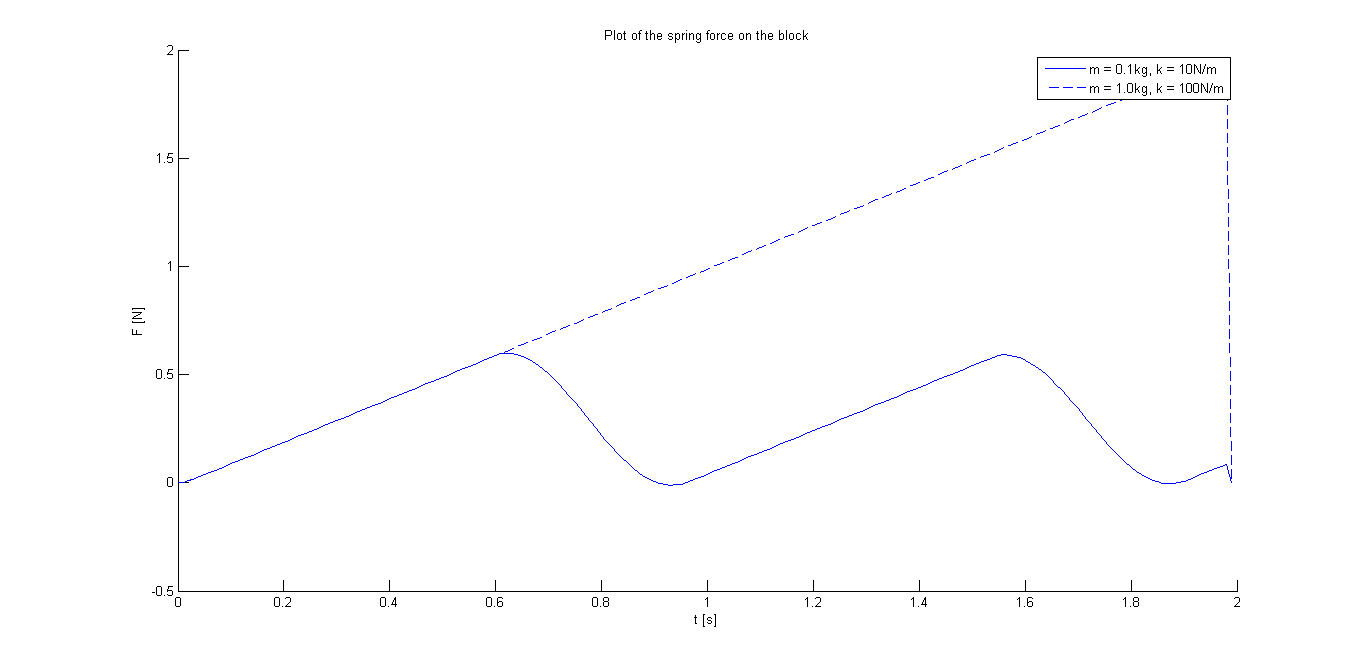 Plot of the spring force on the block
m = 0.1kg, k = 10N/m
m = 1.0kg, k = 100N/m
2
1.5
1
0.5
0
-0.5
F [N]
0 0.2 0.4 0.6 0.8 1 1.2 1.4 1.6 1.8 2
t [s]